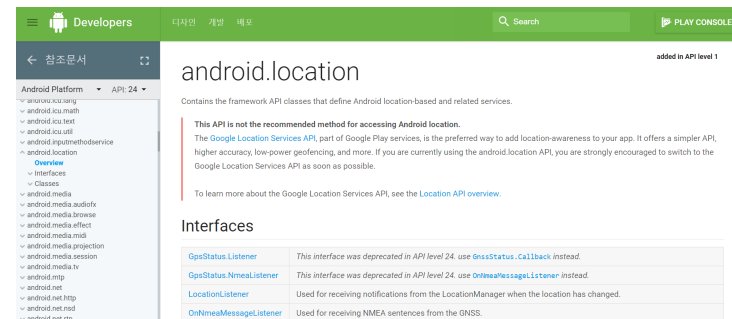 Developers
디자인 개발 배포
Search
PLAY CONSOLE
참조문서
Android Platform
API: 24
android.icu.lang
android.icu.math
android.icu.text
android.icu.util
android.inputmethodservice
android.location
Overview
Interfaces
Classes
android.media
android.media.audiofx
android.media.browse
android.media.effect
android.media.midi
android.media.projection
android.media.session
android.media.tv
android.mtp
android.net
android.net.http
android.net.nsd
android.net.rtp
added in API level 1
android.location
Contains the framework API classes that define Android location-based and related services.
This API is not the recommended method for accessing Android location.
The Google Location Services API, part of Google Play services, is the preferred way to add location-awareness to your app. It offers a simpler API,
higher accuracy, low-power geofencing, and more. If you are currently using the android.location API, you are strongly encouraged to switch to the
Google Location Services API as soon as possible.
To learn more about the Google Location Services API, see the Location API overview.
Interfaces
GpsStatus.Listener This interface was deprecated in API level 24. use GnssStatus.Callback instead.
GpsStatus.NmeaListener This interface was deprecated in API level 24. use OnNmeaMessageListener instead.
LocationListener Used for receiving notifications from the LocationManager when the location has changed.
OnNmeaMessageListener Used for receiving NMEA sentences from the GNSS.